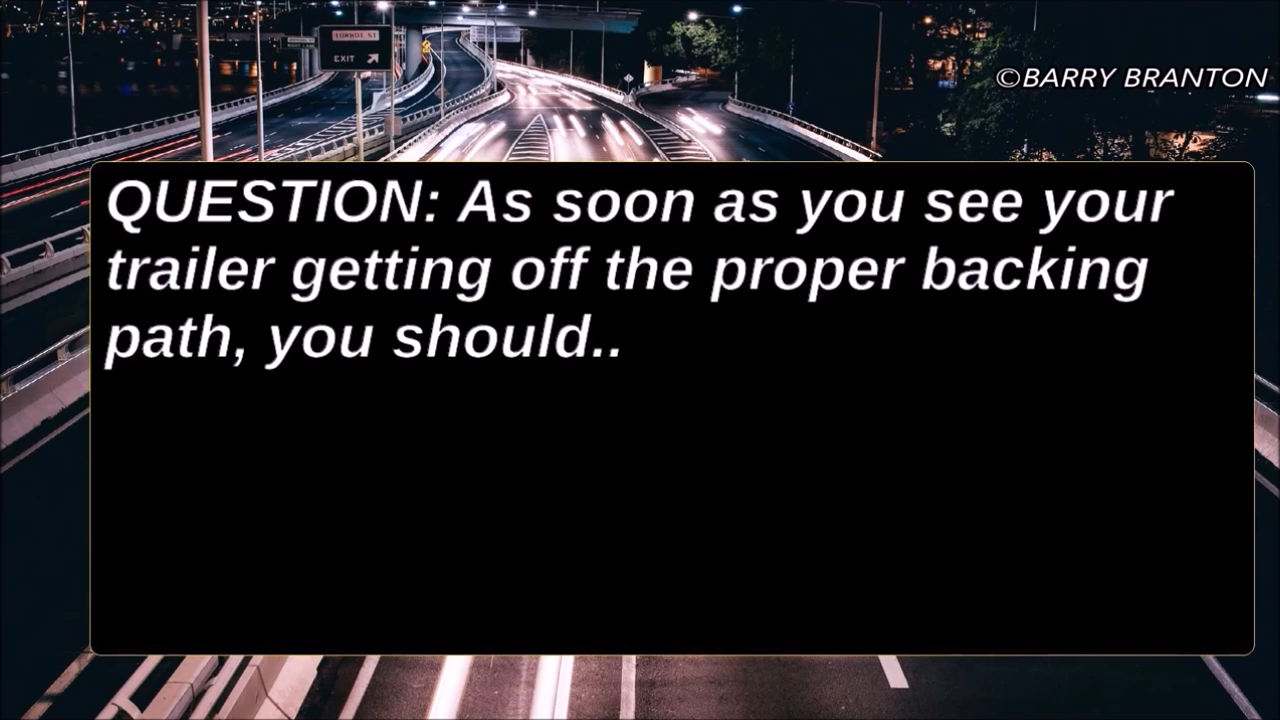 EXIT
©BARRY BRANTON
QUESTION: As soon as you see your
trailer getting off the proper backing
path, you should..